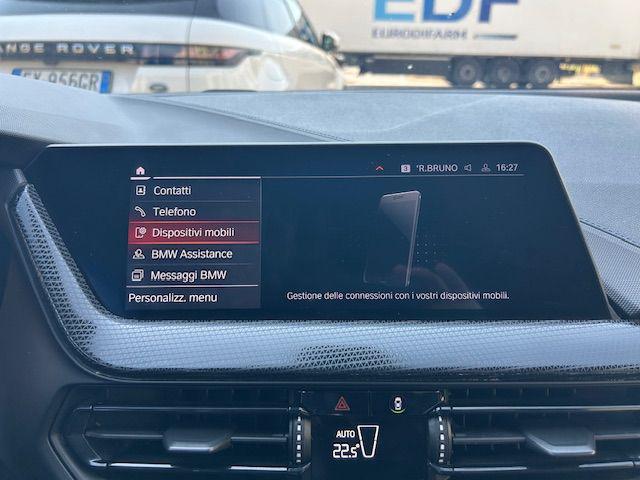 EDF
EURODIFARM
RANGE ROVER
'R.BRUNO 16:27
Contatti
Telefono
Dispositivi mobili
BMW Assistance
Messaggi BMW
Personalizz. menu
Gestione delle connessioni con i vostri dispositivi mobili.
AUTO
22.5°